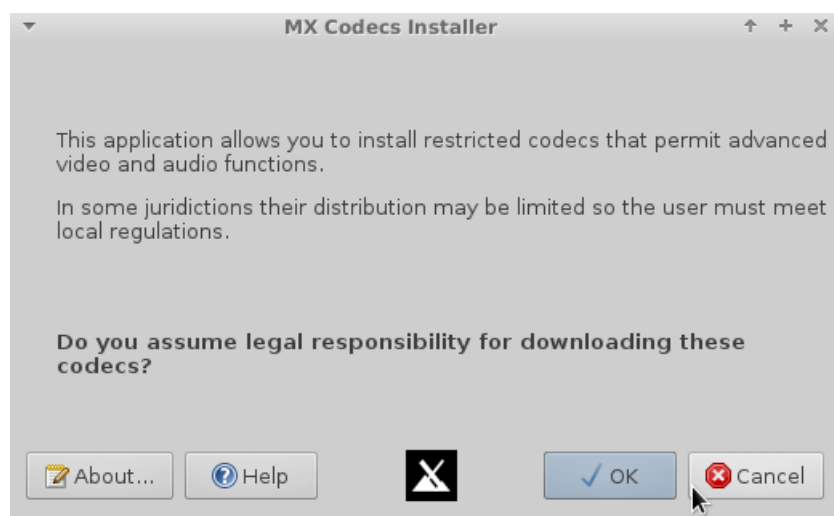 MX Codecs Installer
This application allows you to install restricted codecs that permit advanced
video and audio functions.
In some juridictions their distribution may be limited so the user must meet
local regulations.
Do you assume legal responsibility for downloading these
codecs?
About... Help OK Cancel